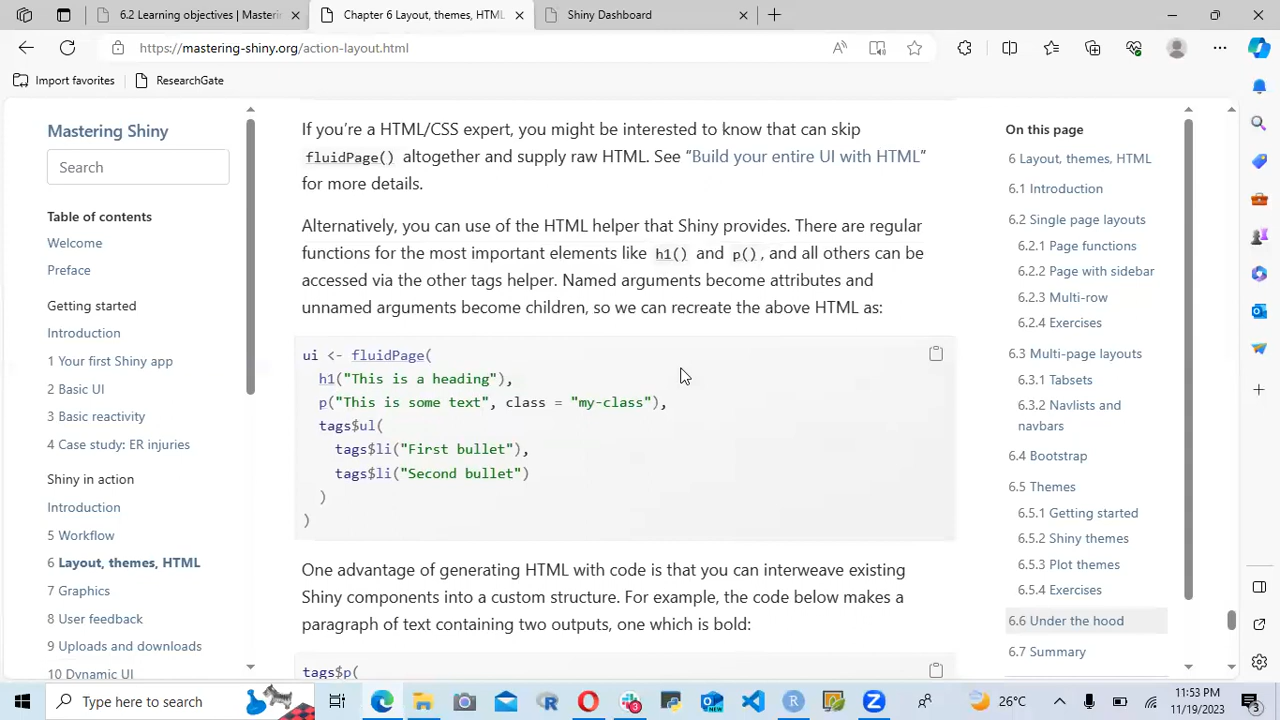 6.2 Learning objectives | Masterin
Chapter 6 Layout, themes, HTML
Shiny Dashboard
https://mastering-shiny.org/action-layout.html
Import favorites
ResearchGate
Mastering Shiny
Search
Table of contents
Welcome
Preface
Getting started
Introduction
1 Your first Shiny app
2 Basic UI
3 Basic reactivity
4 Case study: ER injuries
Shiny in action
Introduction
5 Workflow
6 Layout, themes, HTML
7 Graphics
8 User feedback
9 Uploads and downloads
10 Dynamic UI
If you're a HTML/CSS expert, you might be interested to know that can skip
fluidPage() altogether and supply raw HTML. See “Build your entire UI with HTML”
for more details.
Alternatively, you can use of the HTML helper that Shiny provides. There are regular
functions for the most important elements like h1() and p(), and all others can be
accessed via the other tags helper. Named arguments become attributes and
unnamed arguments become children, so we can recreate the above HTML as:
ui <- fluidPage(
h1("This is a heading"),
p("This is some text", class = "my-class"),
tags$ul(
tags$li("First bullet"),
tags$li("Second bullet")
)
)
One advantage of generating HTML with code is that you can interweave existing
Shiny components into a custom structure. For example, the code below makes a
paragraph of text containing two outputs, one which is bold:
tags$p(
On this page
6 Layout, themes, HTML
6.1 Introduction
6.2 Single page layouts
6.2.1 Page functions
6.2.2 Page with sidebar
6.2.3 Multi-row
6.2.4 Exercises
6.3 Multi-page layouts
6.3.1 Tabsets
6.3.2 Navlists and
navbars
6.4 Bootstrap
6.5 Themes
6.5.1 Getting started
6.5.2 Shiny themes
6.5.3 Plot themes
6.5.4 Exercises
6.6 Under the hood
6.7 Summary
Type here to search
26°C
11:53 PM
11/19/2023